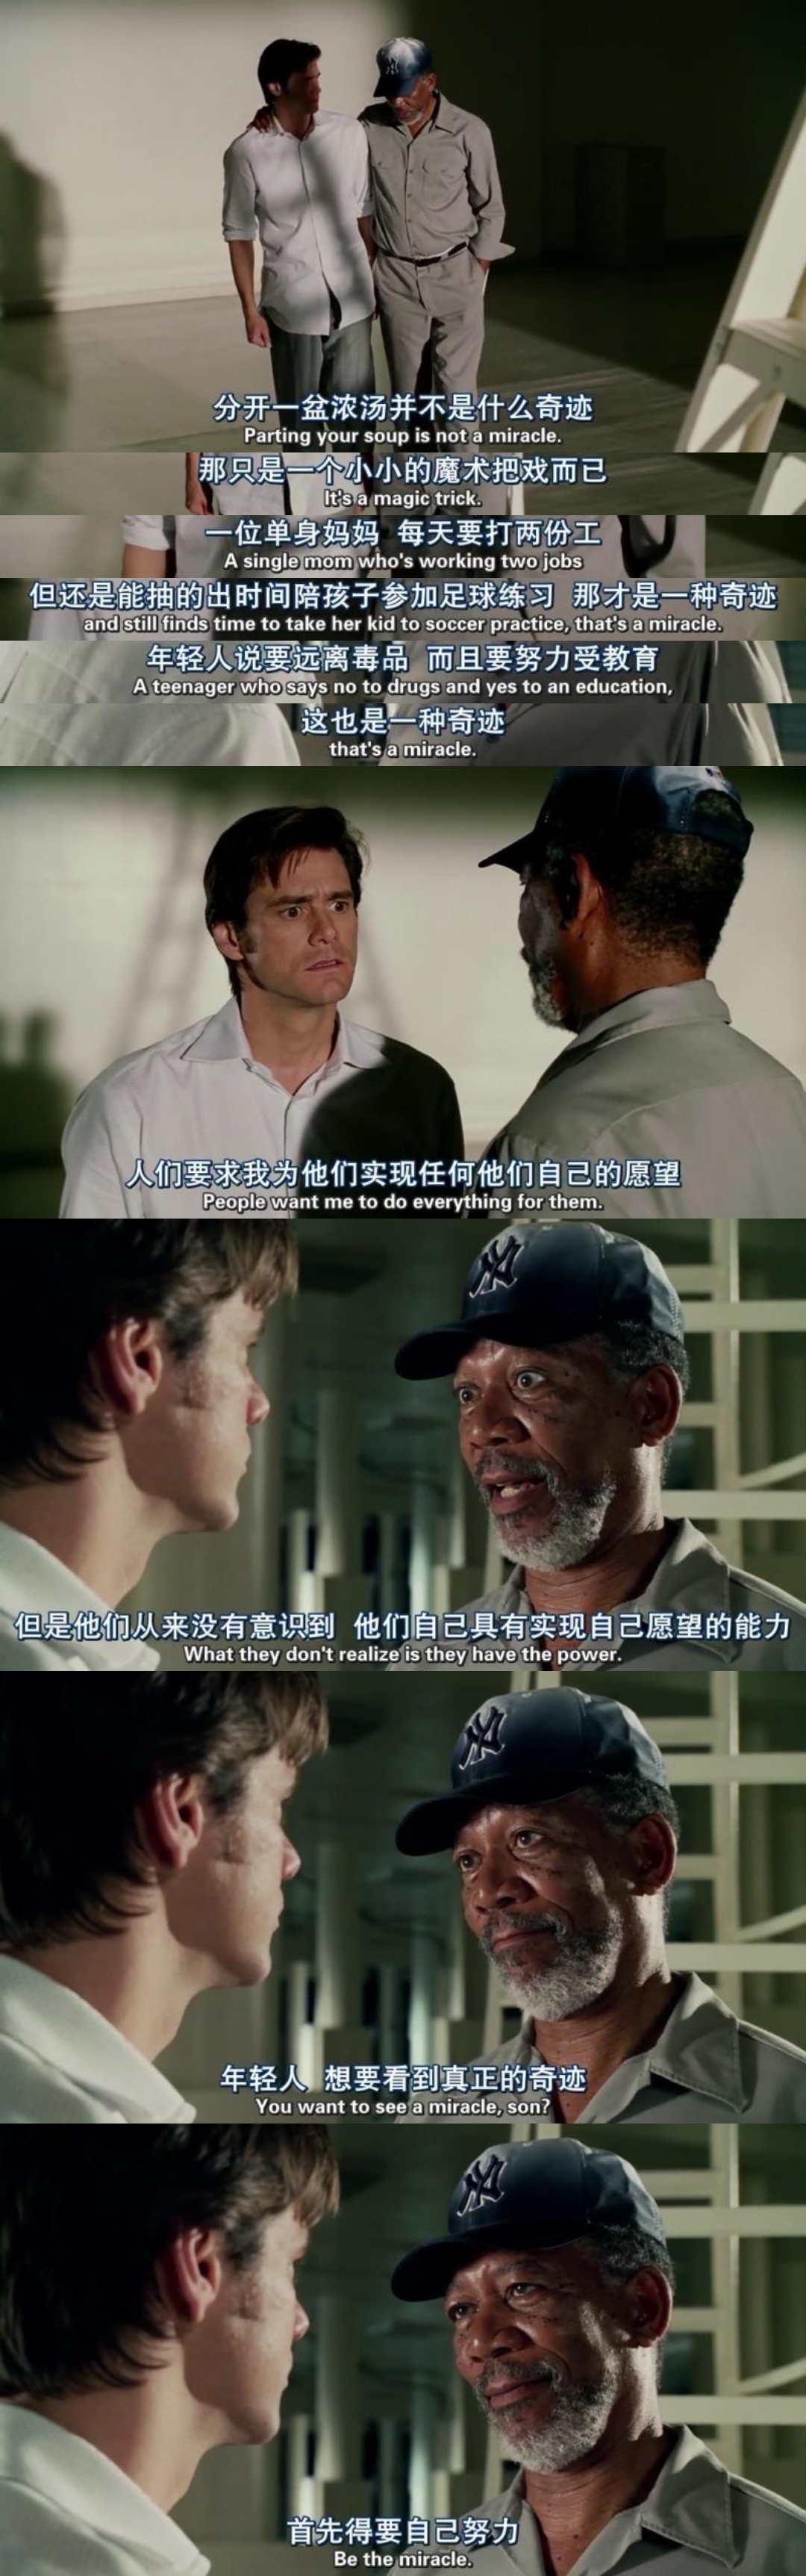 分开一盆浓汤并不是什么奇迹
Parting your soup is not a miracle.
那只是一个小小的魔术把戏而已
It's a magic trick.
一位单身妈妈 每天要打两份工
A single mom who's working two jobs
但还是能抽的出时间陪孩子参加足球练习 那才是一种奇迹
and still finds time to take her kid to soccer practice, that's a miracle.
年轻人说要远离毒品 而且要努力受教育
A teenager who says no to drugs and yes to an education,
这也是一种奇迹
that's a miracle.
人们要求我为他们实现任何他们自己的愿望
People want me to do everything for them.
但是他们从来没有意识到 他们自己具有实现自己愿望的能力
What they don't realize is they have the power.
年轻人 想要看到真正的奇迹
You want to see a miracle, son?
首先得要自己努力
Be the miracle.